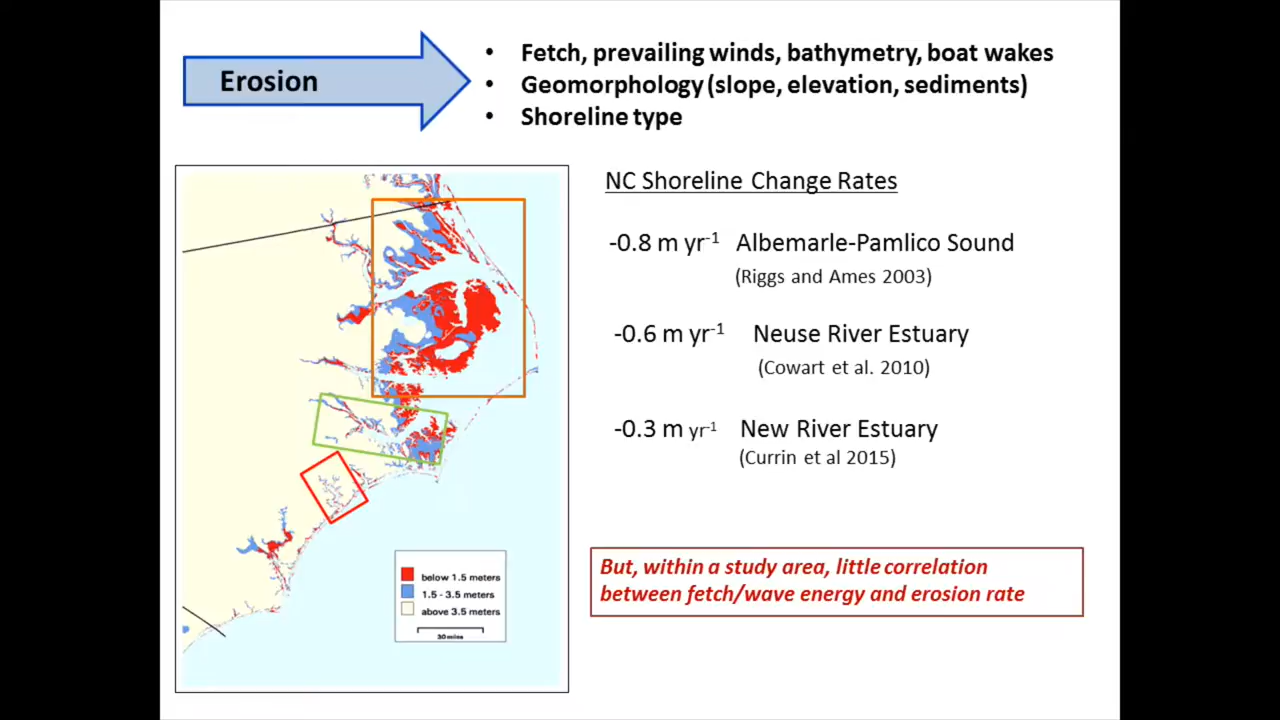 Erosion
• Fetch, prevailing winds, bathymetry, boat wakes
• Geomorphology (slope, elevation, sediments)
• Shoreline type
NC Shoreline Change Rates
-0.8 m yr⁻¹ Albemarle-Pamlico Sound
(Riggs and Ames 2003)
-0.6 m yr⁻¹ Neuse River Estuary
(Cowart et al. 2010)
-0.3 m yr⁻¹ New River Estuary
(Currin et al 2015)
below 1.5 meters
1.5 - 3.5 meters
above 3.5 meters
30 miles
But, within a study area, little correlation
between fetch/wave energy and erosion rate